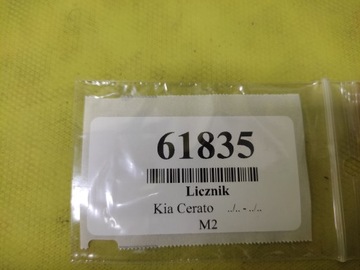 61835
Licznik
Kia Cerato ../.. - ../..
M2